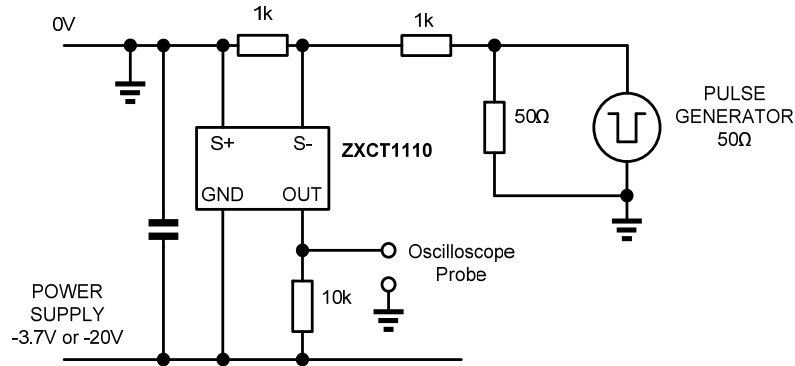 0V
1k
1k
S+
S-
ZXCT1110
GND
OUT
50Ω
PULSE
GENERATOR
50Ω
Oscilloscope
Probe
10k
POWER
SUPPLY
-3.7V or -20V